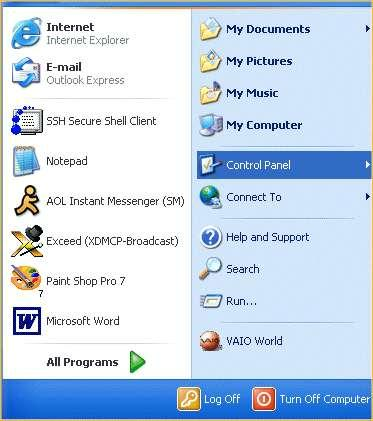 Internet
Internet Explorer
E-mail
Outlook Express
SSH Secure Shell Client
Notepad
AOL Instant Messenger (SM)
Exceed (XDMCP-Broadcast)
Paint Shop Pro 7
7
Microsoft Word
W
All Programs
My Documents
My Pictures
My Music
My Computer
Control Panel
Connect To
Help and Support
Search
Run...
VAIO World
Log Off
Turn Off Computer